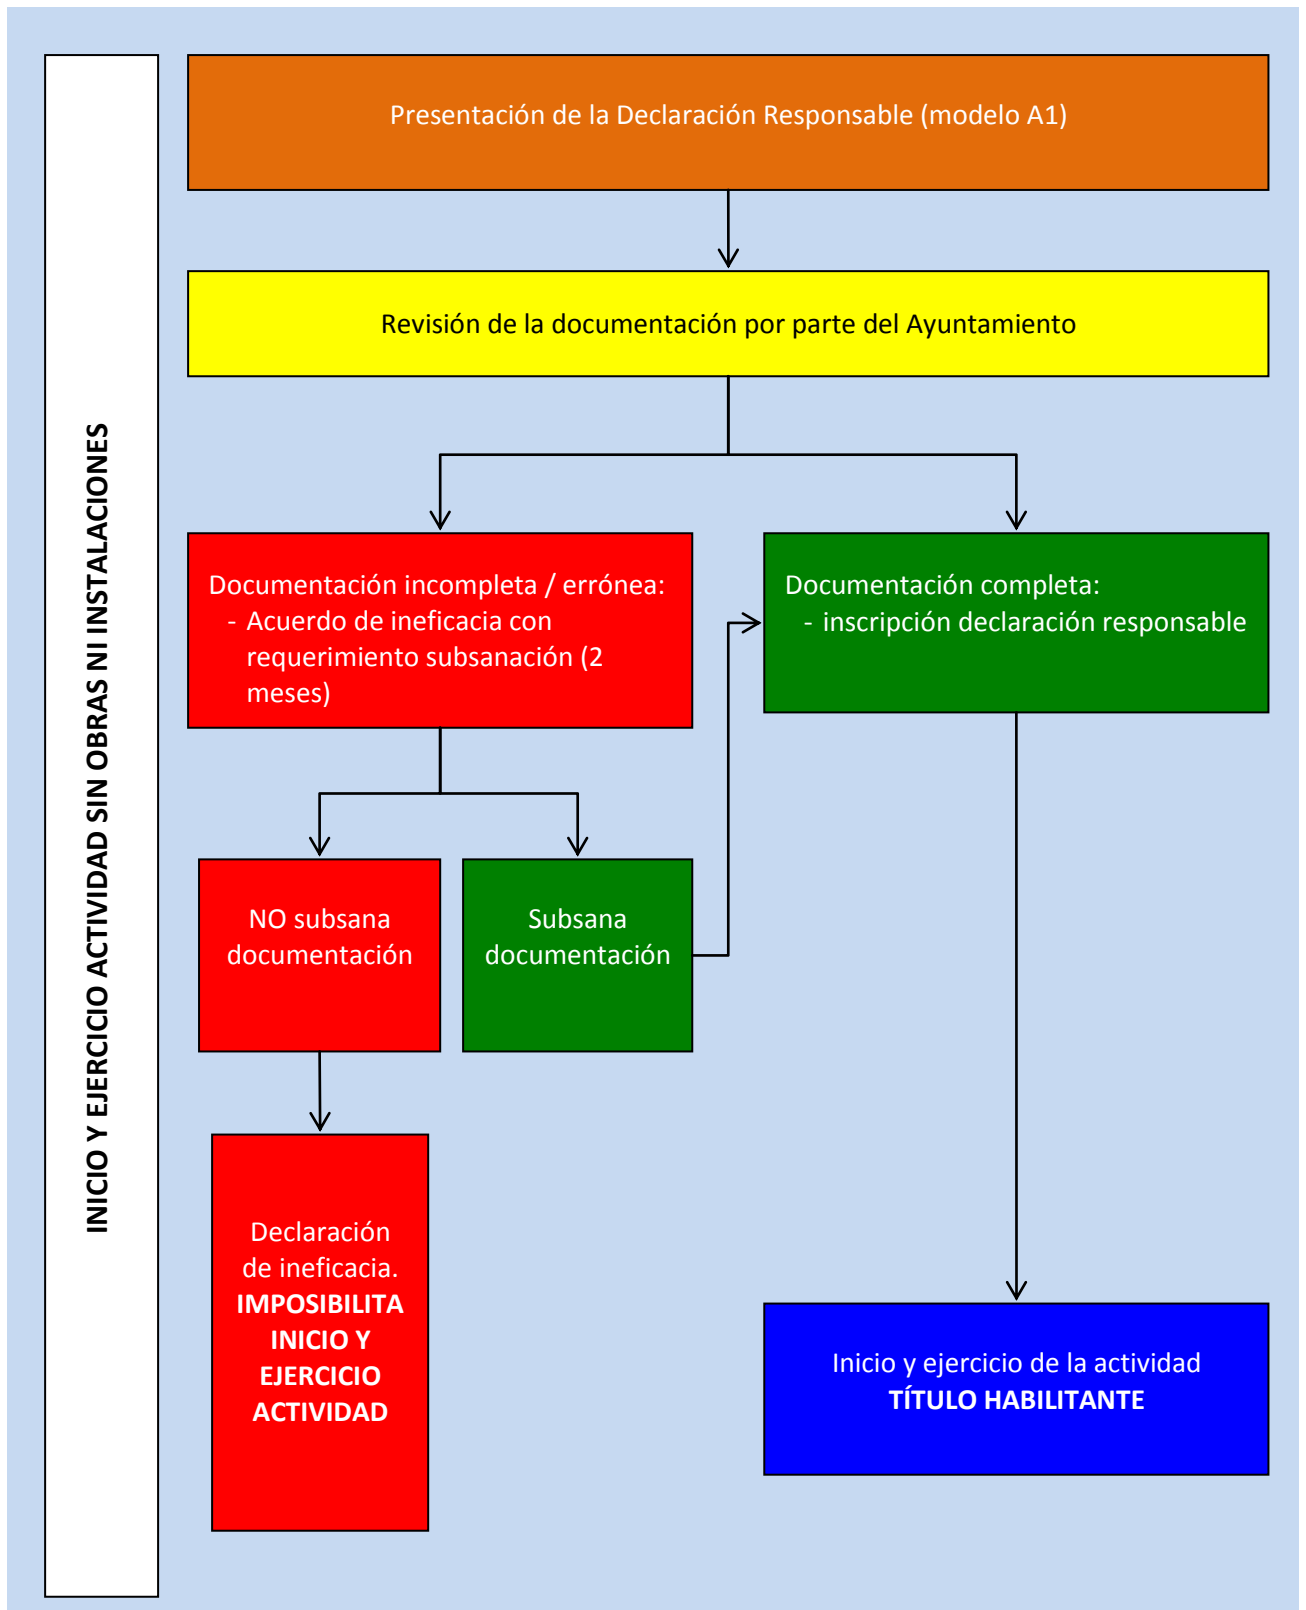 INICIO Y EJERCICIO ACTIVIDAD SIN OBRAS NI INSTALACIONES
Presentación de la Declaración Responsable (modelo A1)
Revisión de la documentación por parte del Ayuntamiento
Documentación incompleta / errónea:
- Acuerdo de ineficacia con
requerimiento subsanación (2
meses)
Documentación completa:
- inscripción declaración responsable
NO subsana
documentación
Subsana
documentación
Declaración
de ineficacia.
IMPOSIBILITA
INICIO Y
EJERCICIO
ACTIVIDAD
Inicio y ejercicio de la actividad
TÍTULO HABILITANTE